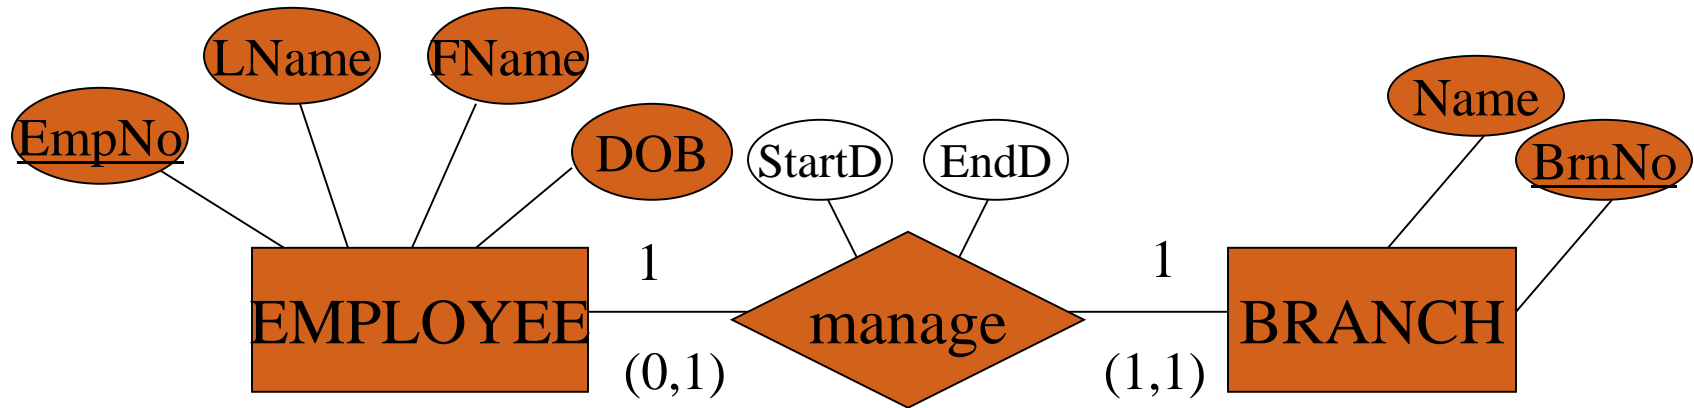 LName
FName
EmpNo
DOB
StartD
EndD
Name
BrnNo
1
1
EMPLOYEE
manage
BRANCH
(0,1)
(1,1)